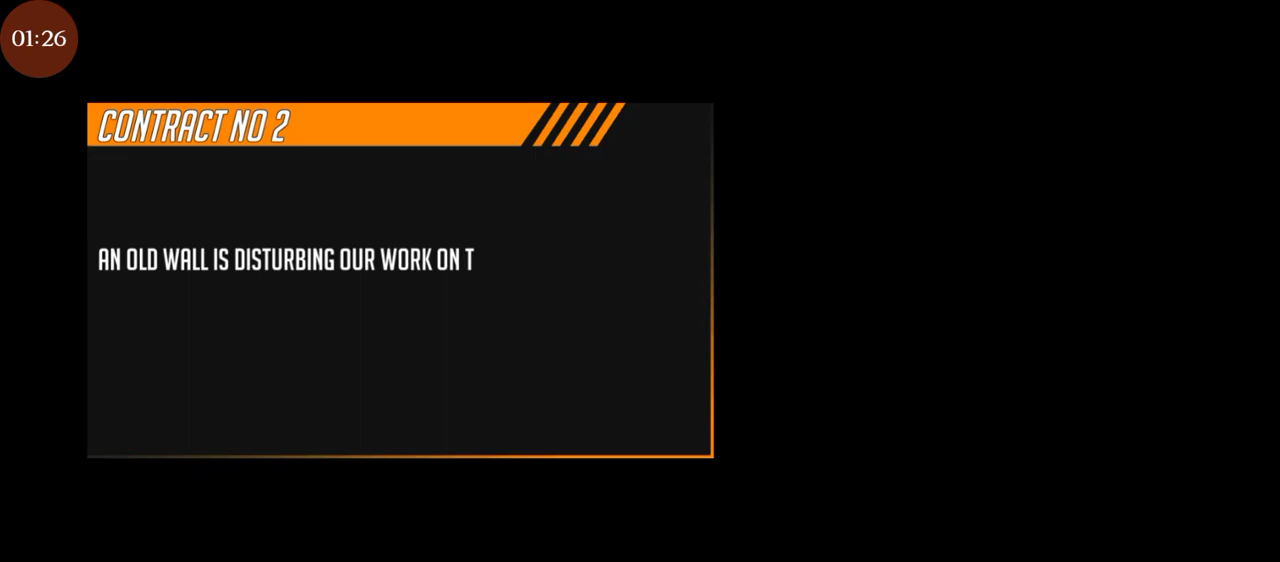 01:26
CONTRACT NO 2
AN OLD WALL IS DISTURBING OUR WORK ON T